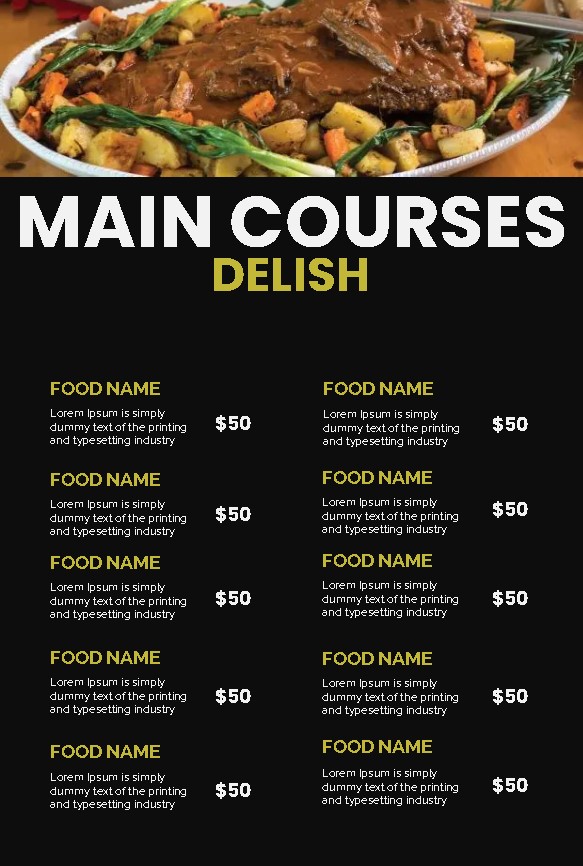 MAIN COURSES
DELISH
FOOD NAME
Lorem Ipsum is simply
dummy text of the printing
and typesetting industry
$50
FOOD NAME
Lorem Ipsum is simply
dummy text of the printing
and typesetting industry
$50
FOOD NAME
Lorem Ipsum is simply
dummy text of the printing
and typesetting industry
$50
FOOD NAME
Lorem Ipsum is simply
dummy text of the printing
and typesetting industry
$50
FOOD NAME
Lorem Ipsum is simply
dummy text of the printing
and typesetting industry
$50
FOOD NAME
Lorem Ipsum is simply
dummy text of the printing
and typesetting industry
$50
FOOD NAME
Lorem Ipsum is simply
dummy text of the printing
and typesetting industry
$50
FOOD NAME
Lorem Ipsum is simply
dummy text of the printing
and typesetting industry
$50
FOOD NAME
Lorem Ipsum is simply
dummy text of the printing
and typesetting industry
$50
FOOD NAME
Lorem Ipsum is simply
dummy text of the printing
and typesetting industry
$50